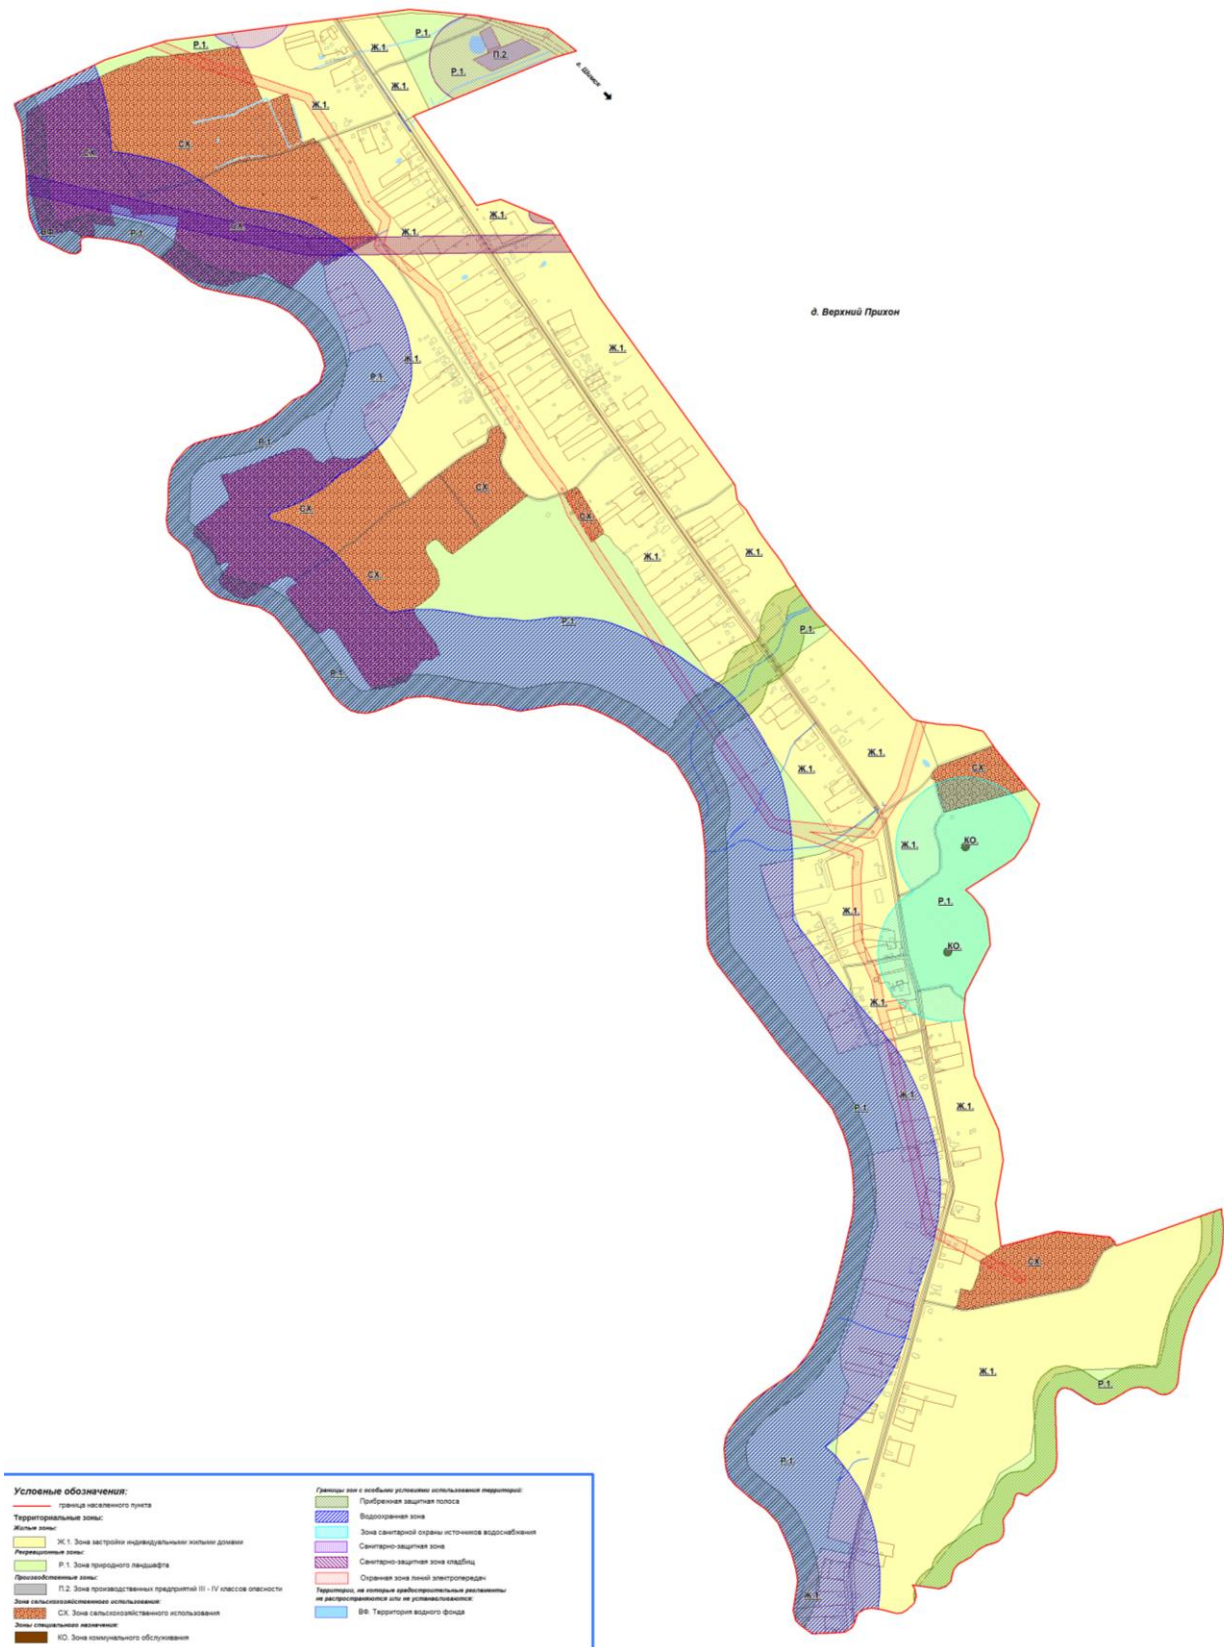 Р.1.
Р.1.
Ж.1.
П.2.
Р.1.
Ж.1.
г. Шимск
Ж.1.
СХ.
СХ.
Ж.1.
ВФ.
Р.1.
СХ.
Ж.1.
д. Верхний Прихон
Ж.1.
Ж.1.
Р.1.
Р.1.
СХ.
СХ.
СХ.
Ж.1.
Ж.1.
СХ.
Р.1.
Р.1.
Р.1.
Ж.1.
Ж.1.
СХ.
Ж.1.
КО.
Р.1.
Ж.1.
КО.
Ж.1.
Ж.1.
Р.1.
Ж.1.
СХ.
Ж.1.
Р.1.
Р.1.
Ж.1.
Условные обозначения:
граница населенного пункта
Территориальные зоны:
Жилые зоны:
Ж.1. Зона застройки индивидуальными жилыми домами
Рекреационные зоны:
Р.1. Зона природного ландшафта
Производственные зоны:
П.2. Зона производственных предприятий III - IV классов опасности
Зона сельскохозяйственного использования:
СХ. Зона сельскохозяйственного использования
Зоны специального назначения:
КО. Зона коммунального обслуживания
Границы зон с особыми условиями использования территорий:
Прибрежная защитная полоса
Водоохранная зона
Зона санитарной охраны источников водоснабжения
Санитарно-защитная зона
Санитарно-защитная зона кладбищ
Охранная зона линий электропередач
Территории, на которые градостроительные регламенты
не распространяются или не устанавливаются:
ВФ. Территория водного фонда